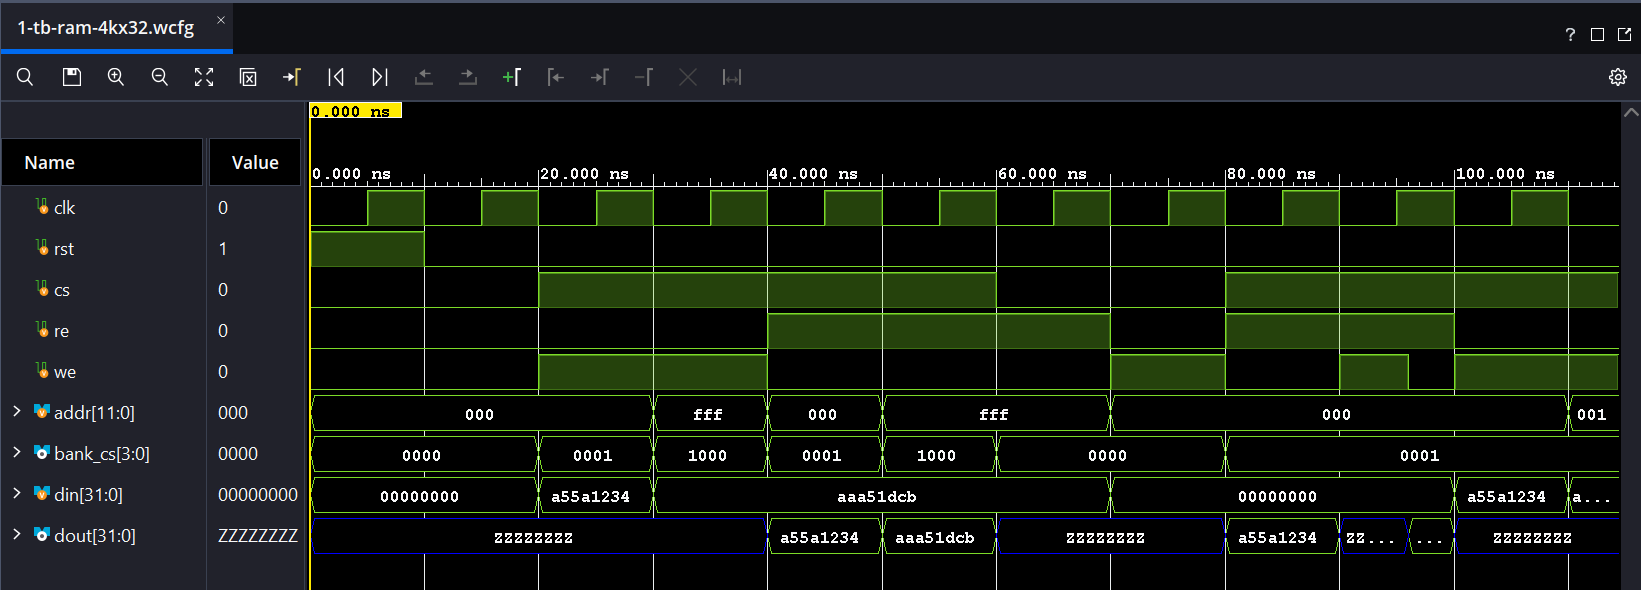 1-tb-ram-4kx32.wcfg
0.000 ns
Name Value
0.000 ns 20.000 ns 40.000 ns 60.000 ns 80.000 ns 100.000 ns
clk 0
rst 1
cs 0
re 0
we 0
addr[11:0] 000 000 fff 000 fff 000 001
bank_cs[3:0] 0000 0000 0001 1000 0001 1000 0000 0001
din[31:0] 00000000 00000000 a55a1234 aaa51dcb 00000000 a55a1234 a...
dout[31:0] ZZZZZZZZ ZZZZZZZZ a55a1234 aaa51dcb ZZZZZZZZ a55a1234 ZZ... ... ZZZZZZZZ